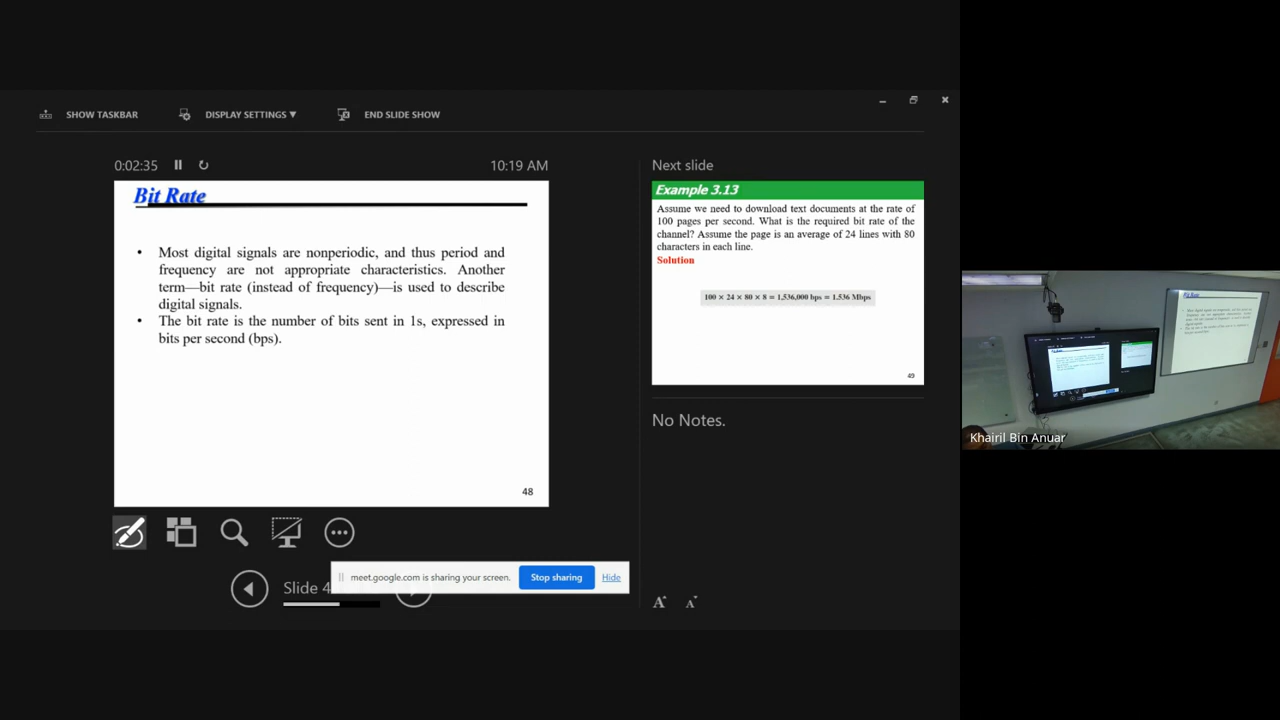 SHOW TASKBAR
DISPLAY SETTINGS ▼
END SLIDE SHOW
0:02:35
10:19 AM
Bit Rate
• Most digital signals are nonperiodic, and thus period and
frequency are not appropriate characteristics. Another
term—bit rate (instead of frequency)—is used to describe
digital signals.
• The bit rate is the number of bits sent in 1s, expressed in
bits per second (bps).
48
Next slide
Example 3.13
Assume we need to download text documents at the rate of
100 pages per second. What is the required bit rate of the
channel? Assume the page is an average of 24 lines with 80
characters in each line.
Solution
100 × 24 × 80 × 8 = 1,536,000 bps = 1.536 Mbps
49
No Notes.
Slide 4
meet.google.com is sharing your screen.
Stop sharing
Hide
A A
Khairil Bin Anuar
Bit Rate